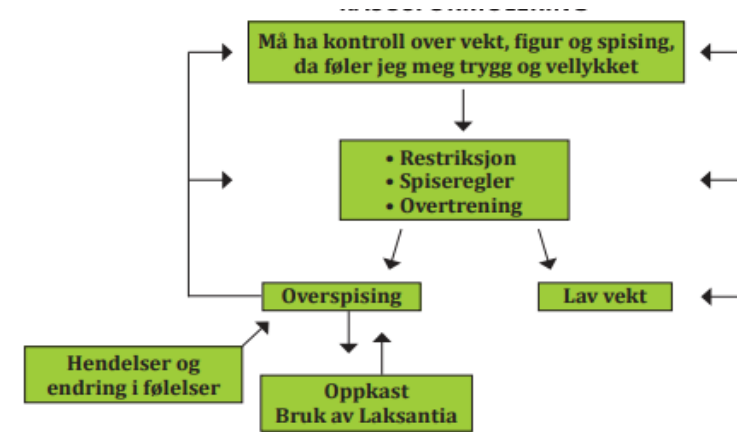 Må ha kontroll over vekt, figur og spising,
da føler jeg meg trygg og vellykket
• Restriksjon
• Spiseregler
• Overtrening
Overspising
Lav vekt
Hendelser og
endring i følelser
Oppkast
Bruk av Laksantia